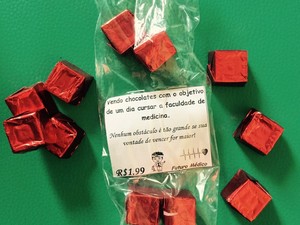 Vendo chocolates com o objetivo
de um dia cursar a faculdade de
medicina.
Nenhum obstáculo é tão grande se sua
vontade de vencer for maior!
R$1.99
Futuro Médico